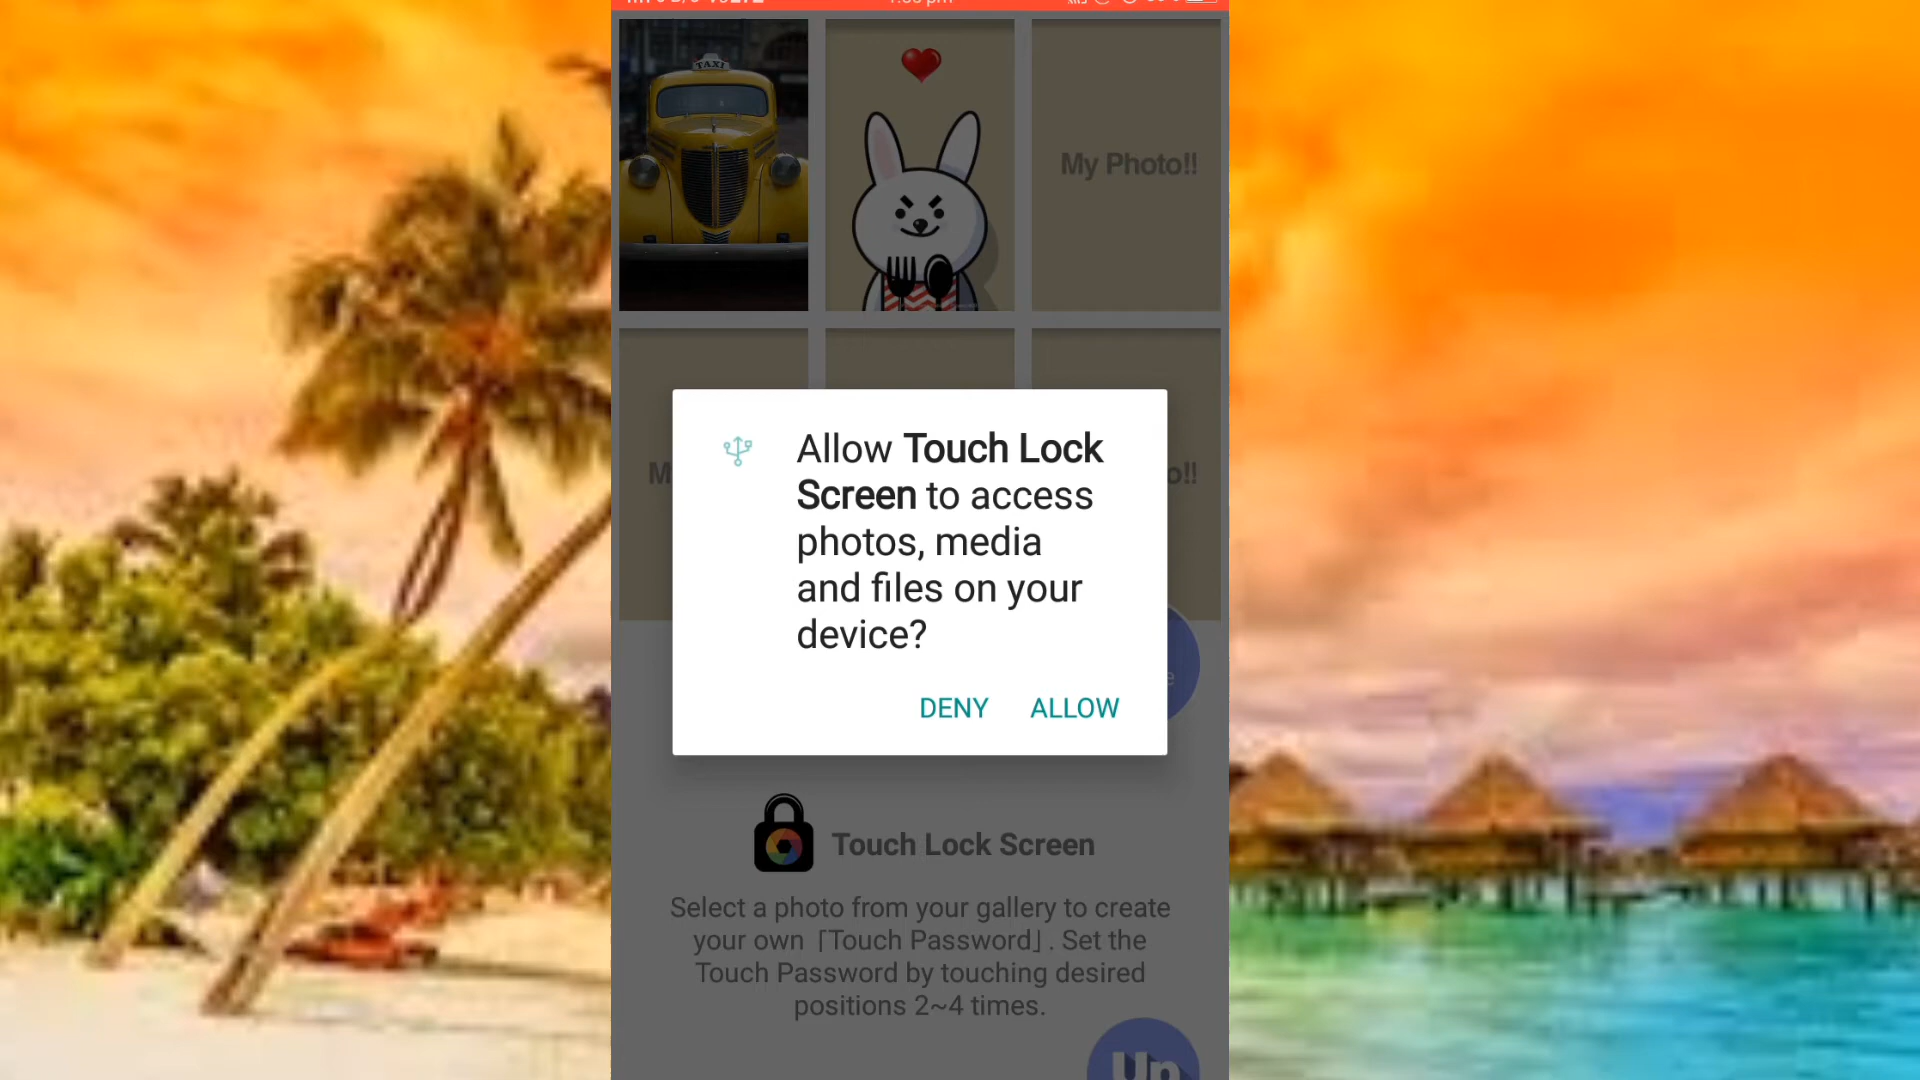 TAXI
My Photo!!
Allow Touch Lock
Screen to access
photos, media
and files on your
device?
DENY ALLOW
Touch Lock Screen
Select a photo from your gallery to create
your own「Touch Password」. Set the
Touch Password by touching desired
positions 2~4 times.
Up